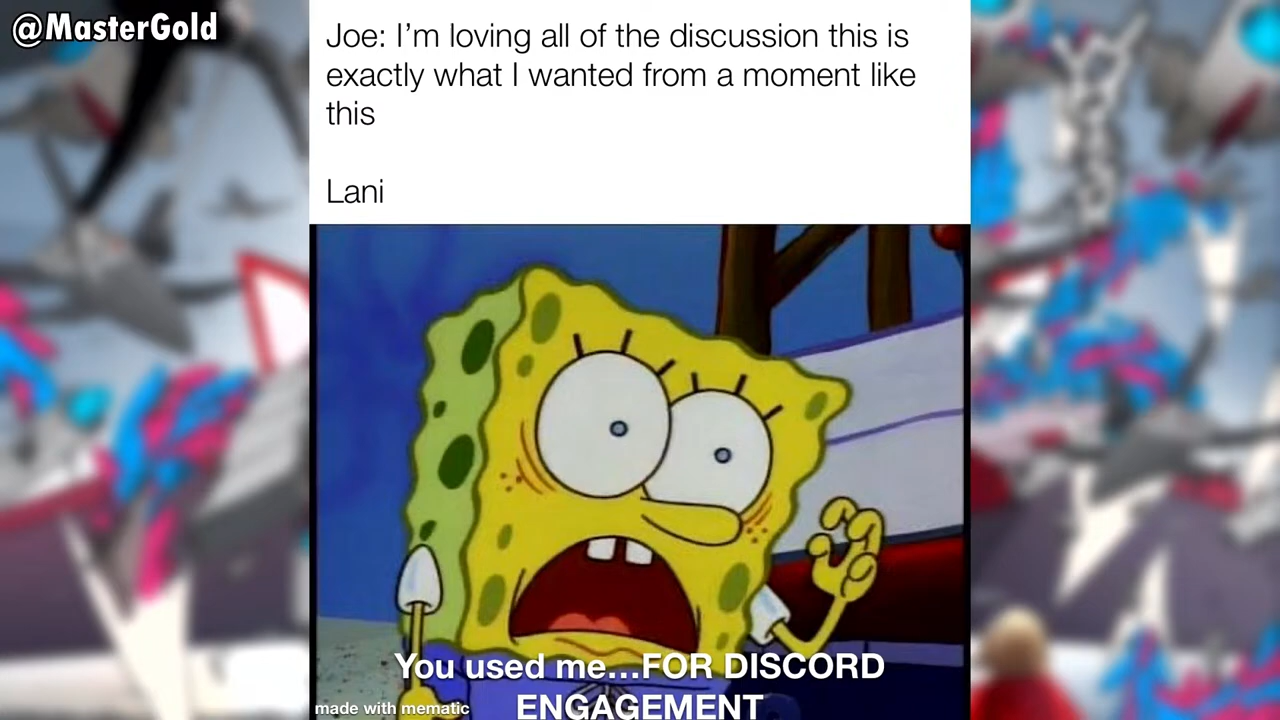 @MasterGold
Joe: I’m loving all of the discussion this is
exactly what I wanted from a moment like
this
Lani
You used me...FOR DISCORD
ENGAGEMENT
made with mematic